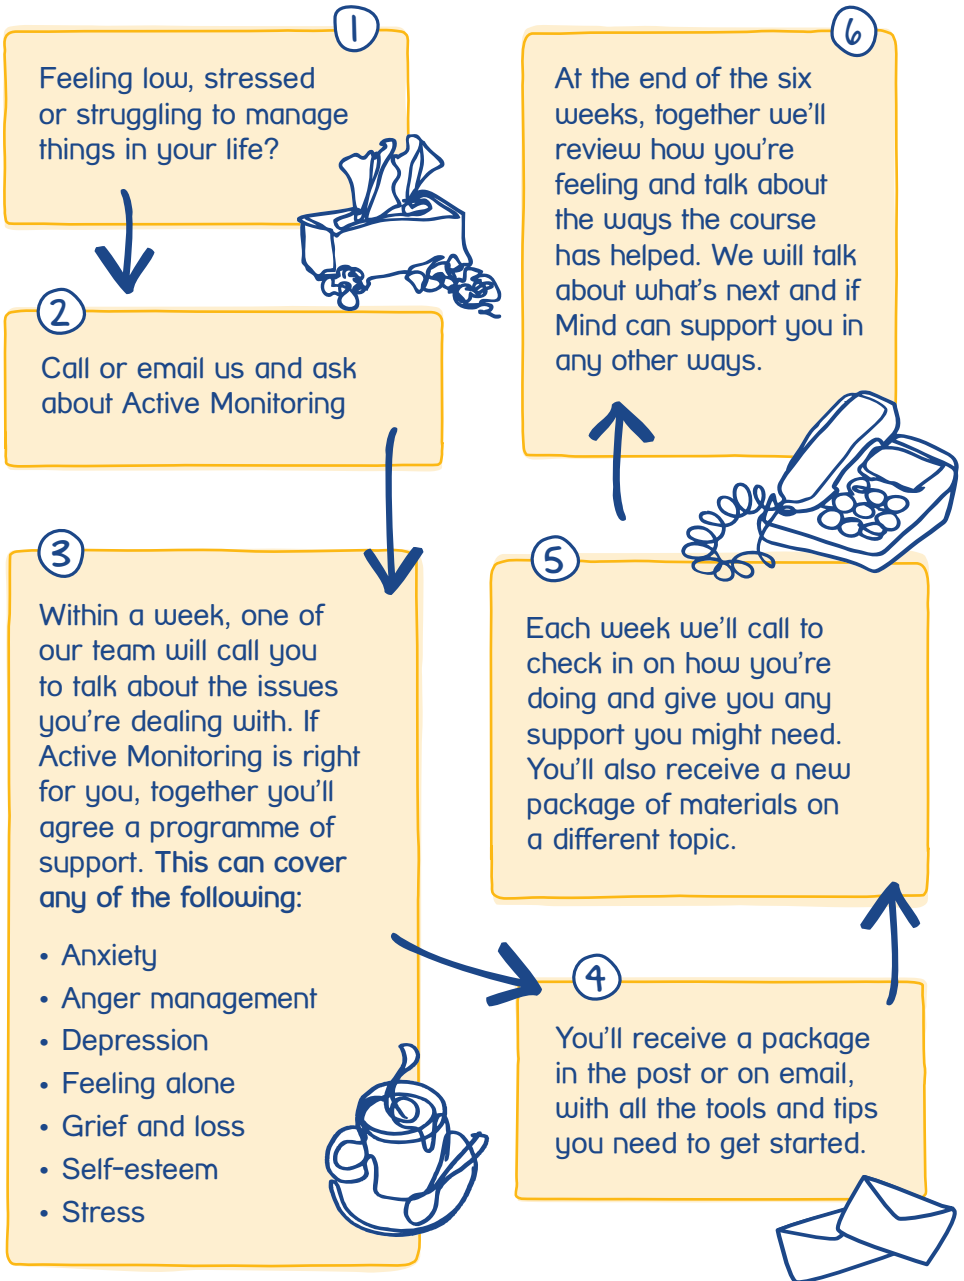 1
Feeling low, stressed
or struggling to manage
things in your life?
2
Call or email us and ask
about Active Monitoring
3
Within a week, one of
our team will call you
to talk about the issues
you’re dealing with. If
Active Monitoring is right
for you, together you’ll
agree a programme of
support. This can cover
any of the following:
• Anxiety
• Anger management
• Depression
• Feeling alone
• Grief and loss
• Self-esteem
• Stress
4
You’ll receive a package
in the post or on email,
with all the tools and tips
you need to get started.
5
Each week we’ll call to
check in on how you’re
doing and give you any
support you might need.
You’ll also receive a new
package of materials on
a different topic.
6
At the end of the six
weeks, together we’ll
review how you’re
feeling and talk about
the ways the course
has helped. We will talk
about what’s next and if
Mind can support you in
any other ways.